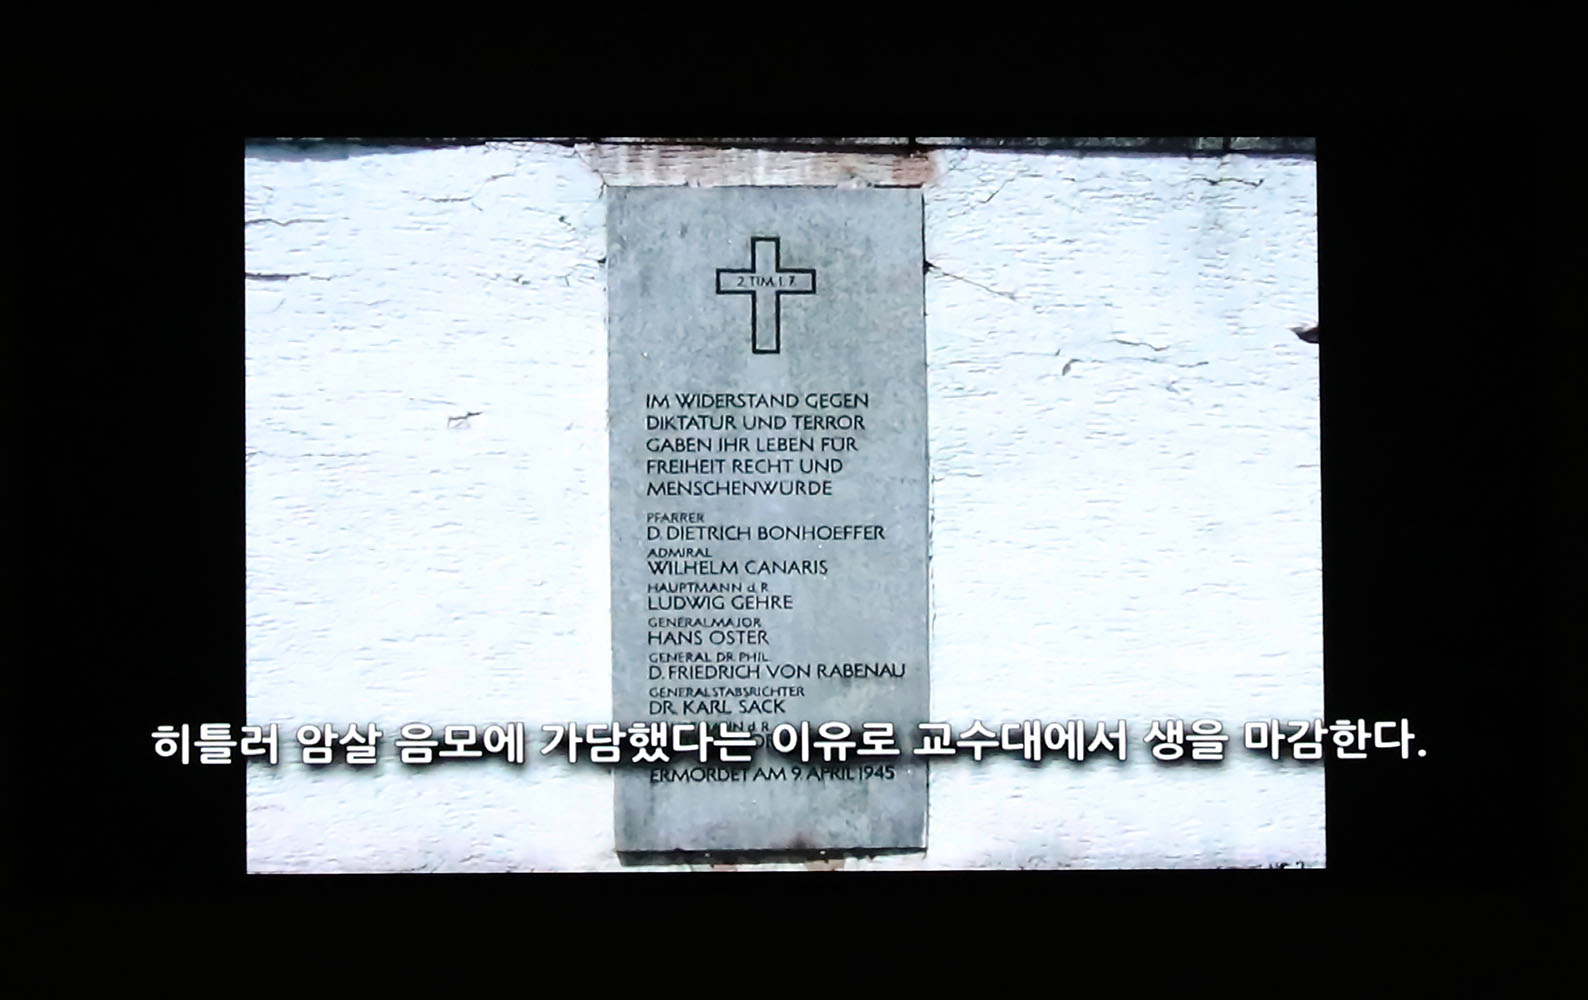 2. TIM. 1. 7.
IM WIDERSTAND GEGEN
DIKTATUR UND TERROR
GABEN IHR LEBEN FÜR
FREIHEIT RECHT UND
MENSCHENWÜRDE
PFARRER
D. DIETRICH BONHOEFFER
ADMIRAL
WILHELM CANARIS
HAUPTMANN d. R.
LUDWIG GEHRE
GENERALMAJOR
HANS OSTER
GENERAL DR. PHIL.
D. FRIEDRICH VON RABENAU
GENERALSTABSRICHTER
DR. KARL SACK
d. R.
히틀러 암살 음모에 가담했다는 이유로 교수대에서 생을 마감한다.
ERMORDET AM 9. APRIL 1945